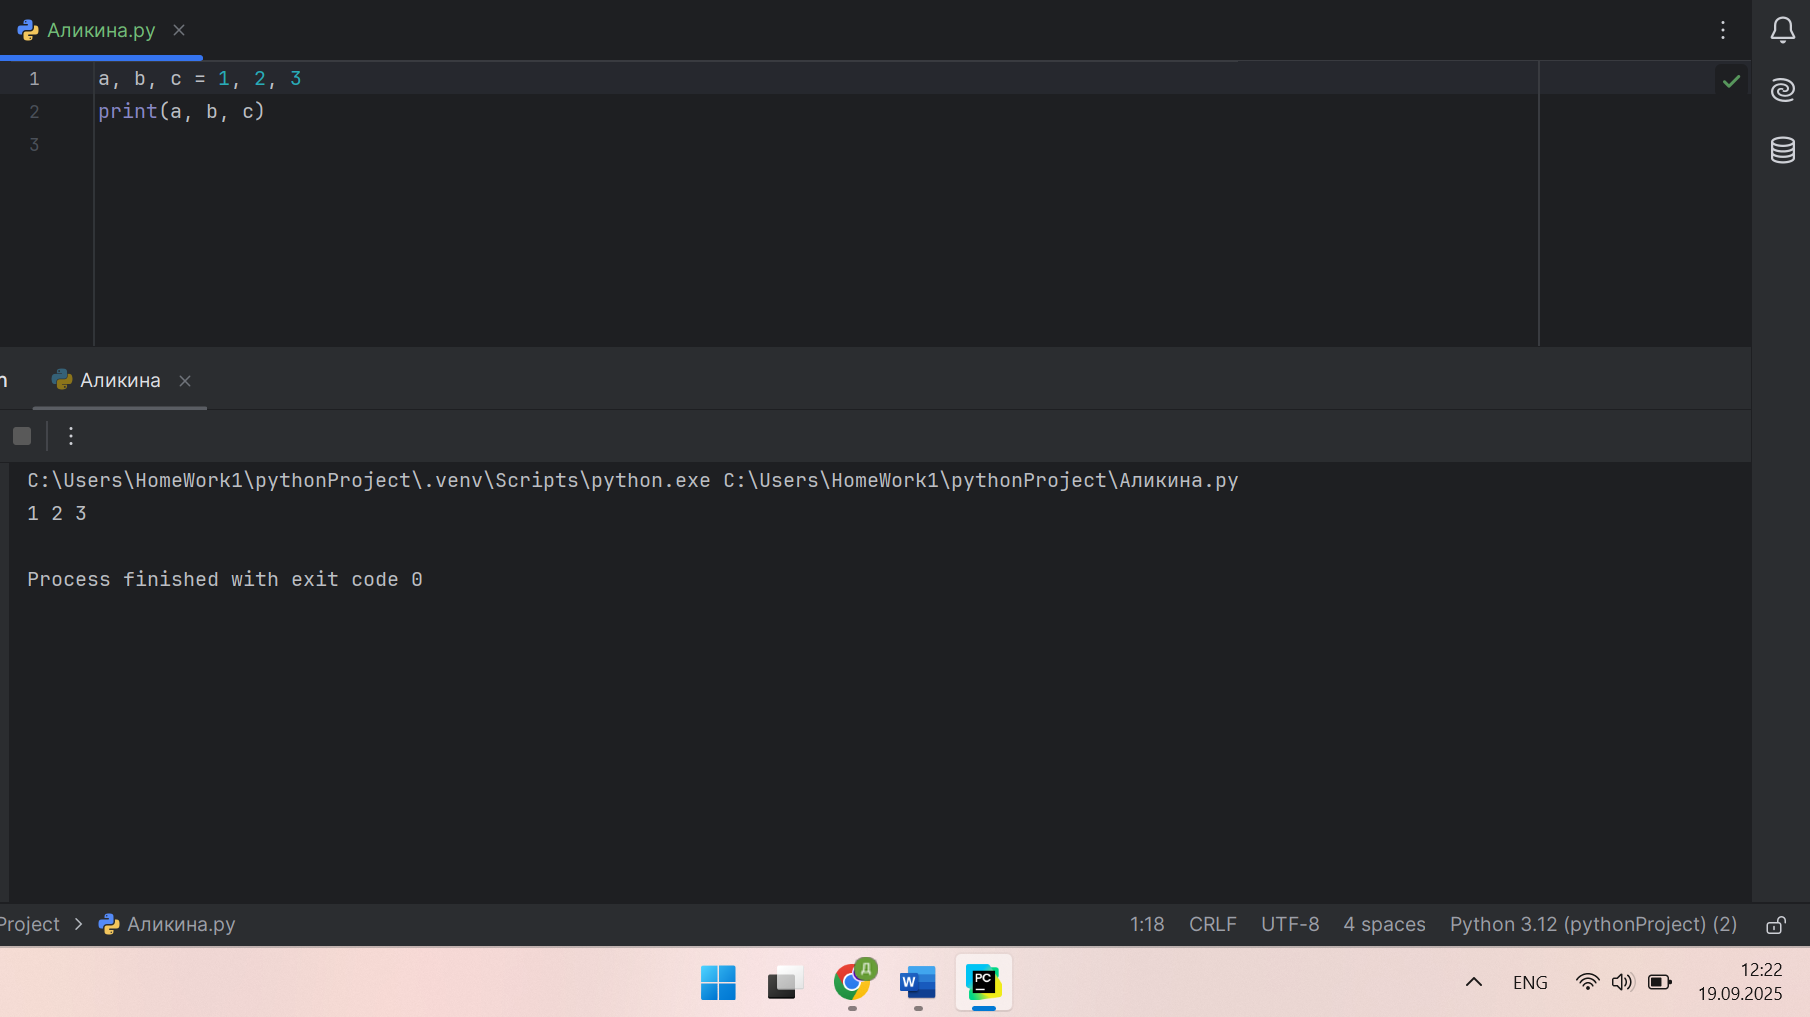 Аликина.py
1 a, b, c = 1, 2, 3
2 print(a, b, c)
3
Аликина
C:\Users\HomeWork1\pythonProject\.venv\Scripts\python.exe C:\Users\HomeWork1\pythonProject\Аликина.py
1 2 3
Process finished with exit code 0
Project > Аликина.py 1:18 CRLF UTF-8 4 spaces Python 3.12 (pythonProject) (2)
Д W PC ENG 12:22
19.09.2025